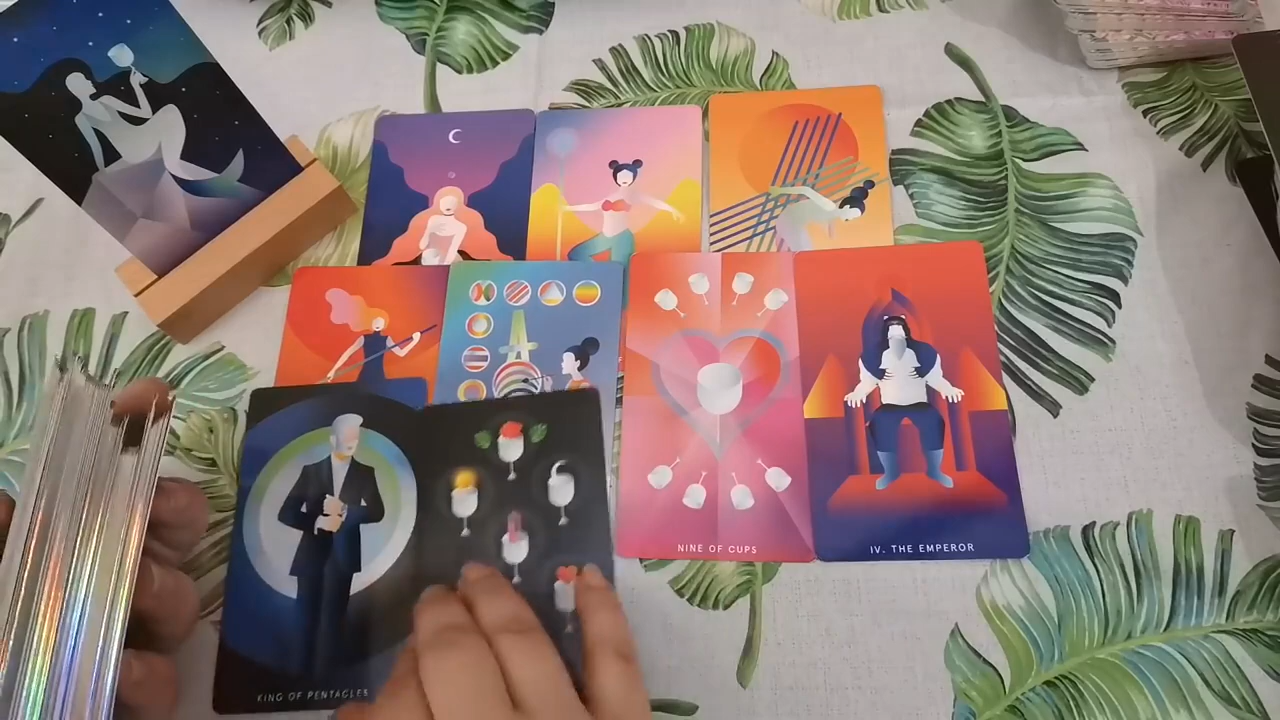 NINE OF CUPS
IV. THE EMPEROR
KING OF PENTACLES